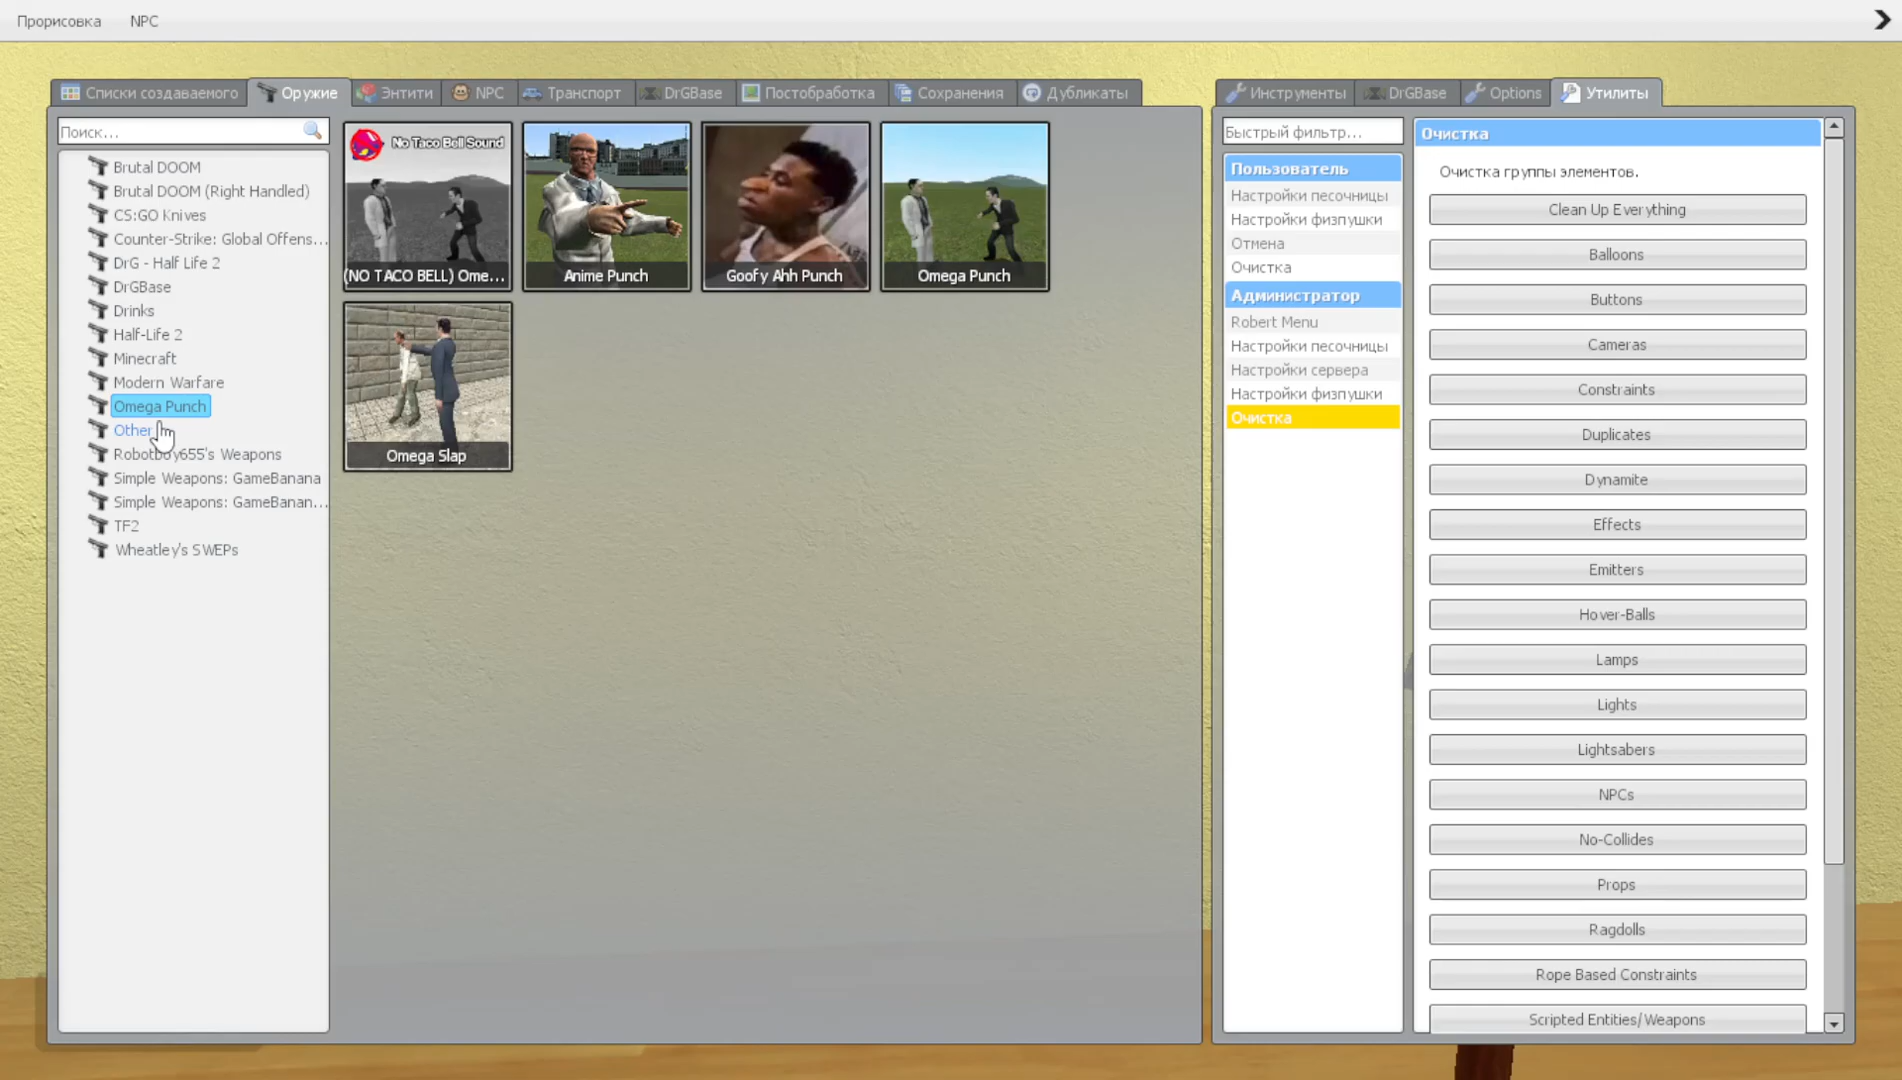 Прорисовка NPC
Списки создаваемого Оружие Энтити NPC Транспорт DrGBase Постобработка Сохранения Дубликаты
Поиск...
Brutal DOOM
Brutal DOOM (Right Handled)
CS:GO Knives
Counter-Strike: Global Offens...
DrG - Half Life 2
DrGBase
Drinks
Half-Life 2
Minecraft
Modern Warfare
Omega Punch
Other
Robotboy655's Weapons
Simple Weapons: GameBanana
Simple Weapons: GameBanan...
TF2
Wheatley's SWEPs
No Taco Bell Sound
(NO TACO BELL) Ome...
Anime Punch
Goofy Ahh Punch
Omega Punch
Omega Slap
Инструменты DrGBase Options Утилиты
Быстрый фильтр...
Пользователь
Настройки песочницы
Настройки физпушки
Отмена
Очистка
Администратор
Robert Menu
Настройки песочницы
Настройки сервера
Настройки физпушки
Очистка
Очистка
Очистка группы элементов.
Clean Up Everything
Balloons
Buttons
Cameras
Constraints
Duplicates
Dynamite
Effects
Emitters
Hover-Balls
Lamps
Lights
Lightsabers
NPCs
No-Collides
Props
Ragdolls
Rope Based Constraints
Scripted Entities/Weapons